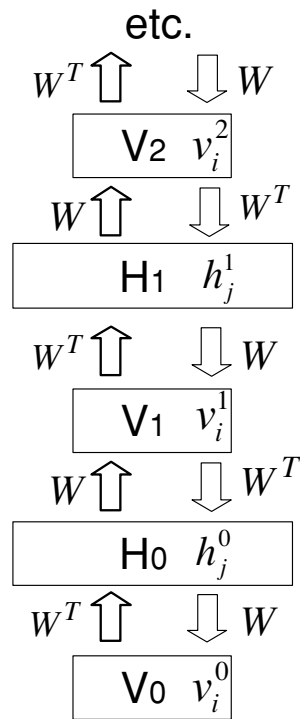 etc.
W^T W
V2 v_i^2
W W^T
H1 h_j^1
W^T W
V1 v_i^1
W W^T
H0 h_j^0
W^T W
V0 v_i^0